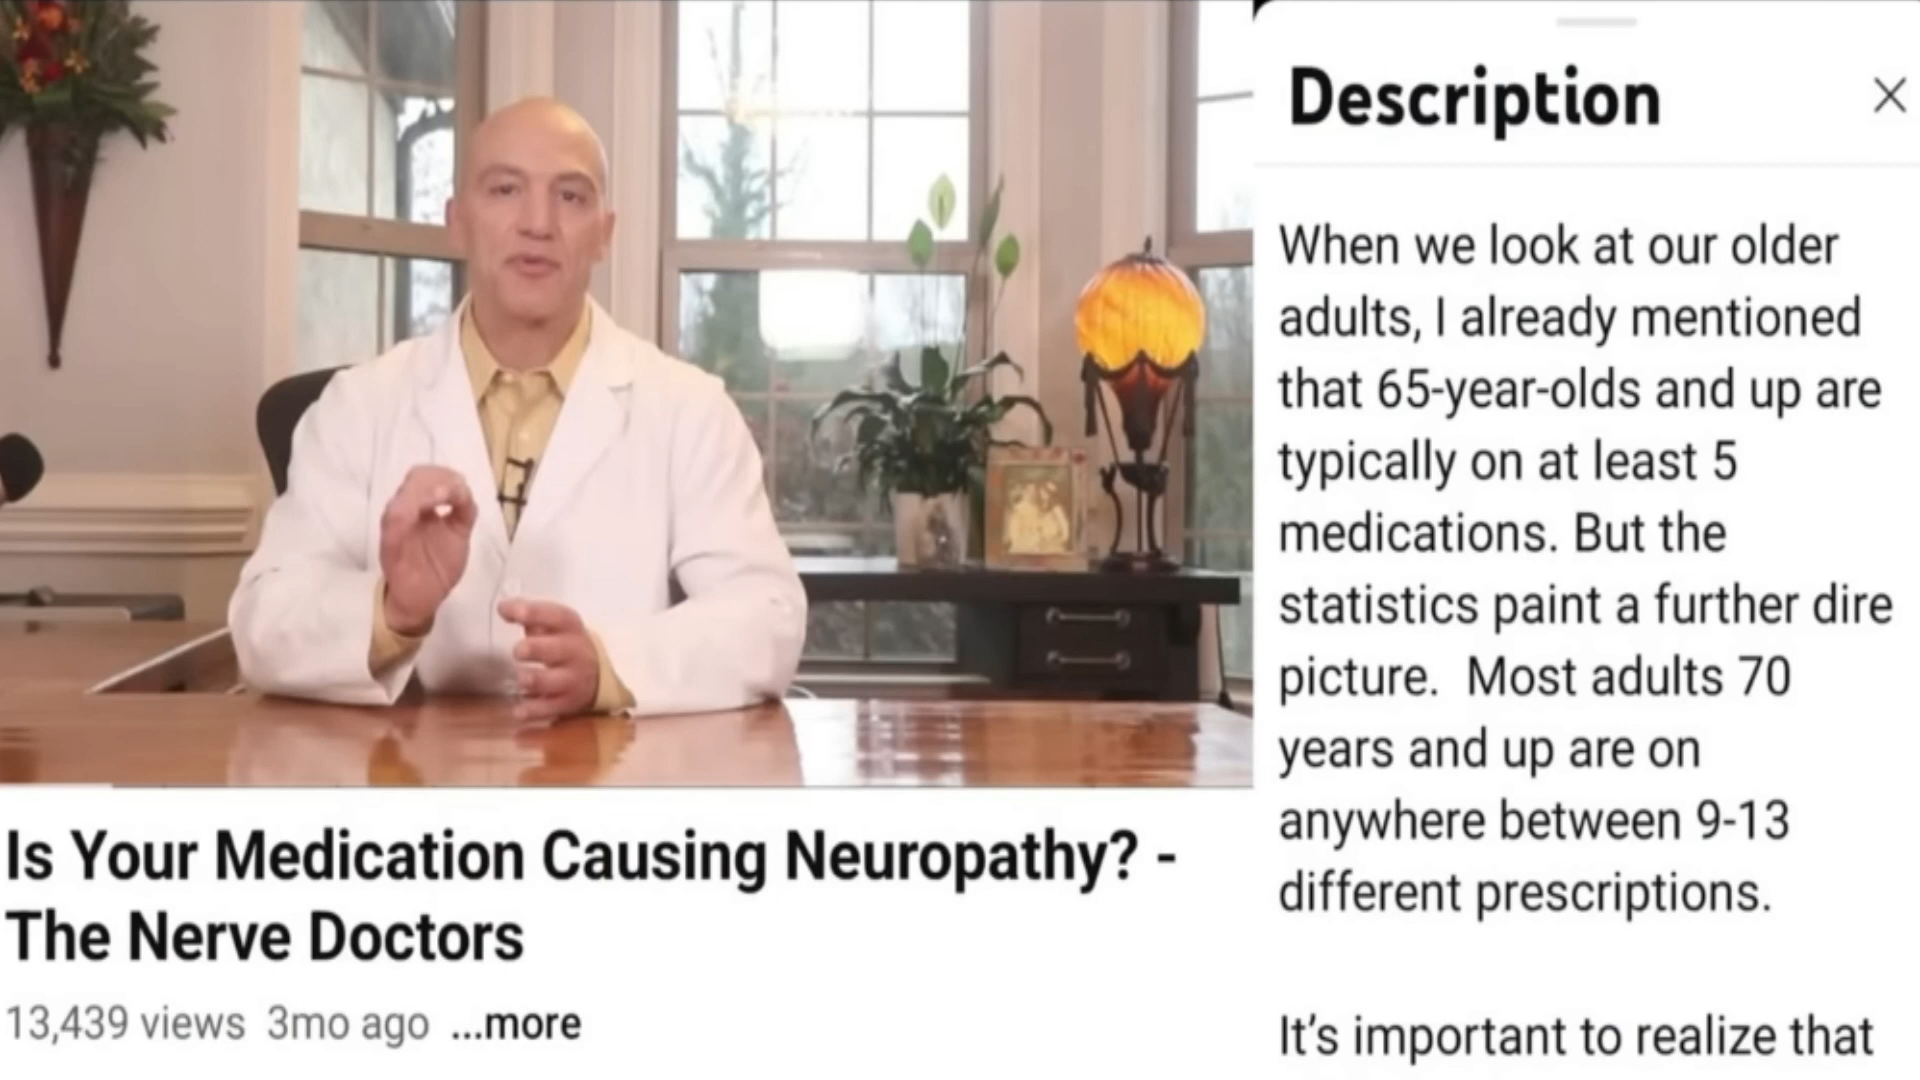 Is Your Medication Causing Neuropathy? -
The Nerve Doctors
13,439 views 3mo ago ...more
Description
When we look at our older
adults, I already mentioned
that 65-year-olds and up are
typically on at least 5
medications. But the
statistics paint a further dire
picture.  Most adults 70
years and up are on
anywhere between 9-13
different prescriptions.
It’s important to realize that